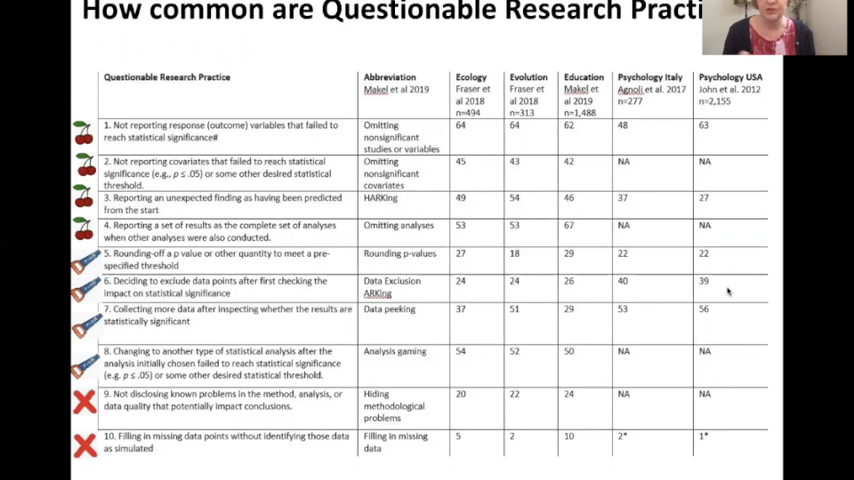 How common are Questionable Research Practi
Questionable Research Practice Abbreviation Ecology Evolution Education Psychology Italy Psychology USA
Makel et al 2019 Fraser et Fraser et Makel et Agnoli et al. 2017 John et al. 2012
al 2018 al 2018 al 2019 n=277 n=2,155
n=494 n=313 n=1,488
1. Not reporting response (outcome) variables that failed to Omitting 64 64 62 48 63
reach statistical significance# nonsignificant
studies or variables
2. Not reporting covariates that failed to reach statistical Omitting 45 43 42 NA NA
significance (e.g., p ≤ .05) or some other desired statistical nonsignificant
threshold. covariates
3. Reporting an unexpected finding as having been predicted HARKing 49 54 46 37 27
from the start
4. Reporting a set of results as the complete set of analyses Omitting analyses 53 53 67 NA NA
when other analyses were also conducted.
5. Rounding-off a p value or other quantity to meet a pre- Rounding p-values 27 18 29 22 22
specified threshold
6. Deciding to exclude data points after first checking the Data Exclusion 24 24 26 40 39
impact on statistical significance ARKing
7. Collecting more data after inspecting whether the results are Data peeking 37 51 29 53 56
statistically significant
8. Changing to another type of statistical analysis after the Analysis gaming 54 52 50 NA NA
analysis initially chosen failed to reach statistical significance
(e.g. p ≤ .05) or some other desired statistical threshold.
9. Not disclosing known problems in the method, analysis, or Hiding 20 22 24 NA NA
data quality that potentially impact conclusions. methodological
problems
10. Filling in missing data points without identifying those data Filling in missing 5 2 10 2* 1*
as simulated data